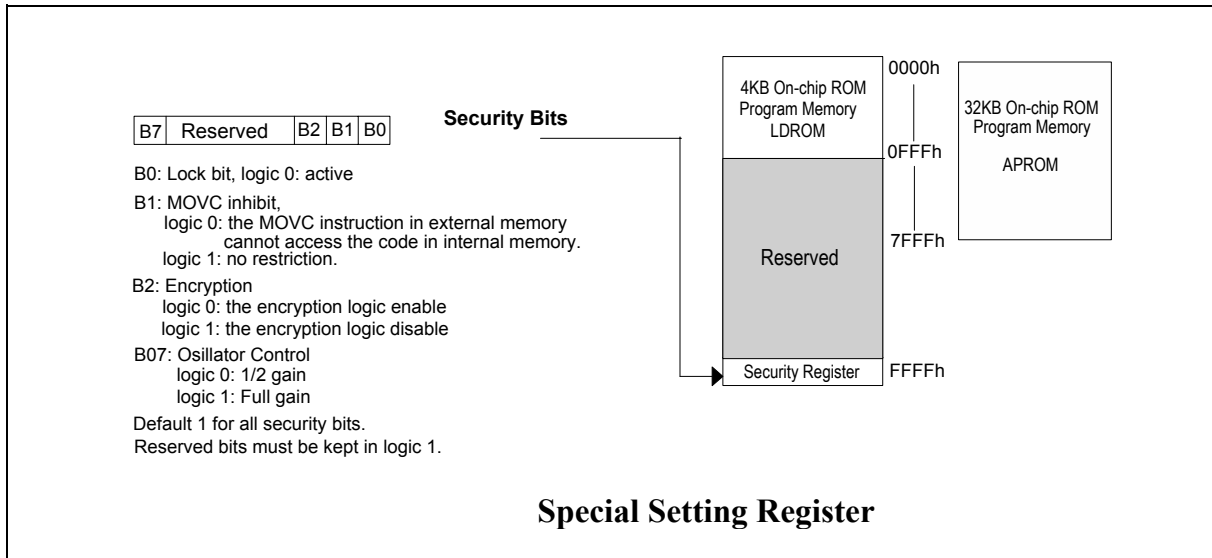 B7 Reserved B2 B1 B0
Security Bits
B0: Lock bit, logic 0: active
B1: MOVC inhibit,
logic 0: the MOVC instruction in external memory
cannot access the code in internal memory.
logic 1: no restriction.
B2: Encryption
logic 0: the encryption logic enable
logic 1: the encryption logic disable
B07: Osillator Control
logic 0: 1/2 gain
logic 1: Full gain
Default 1 for all security bits.
Reserved bits must be kept in logic 1.
4KB On-chip ROM
Program Memory
LDROM
Reserved
Security Register
0000h
0FFFh
7FFFh
FFFFh
32KB On-chip ROM
Program Memory
APROM
Special Setting Register